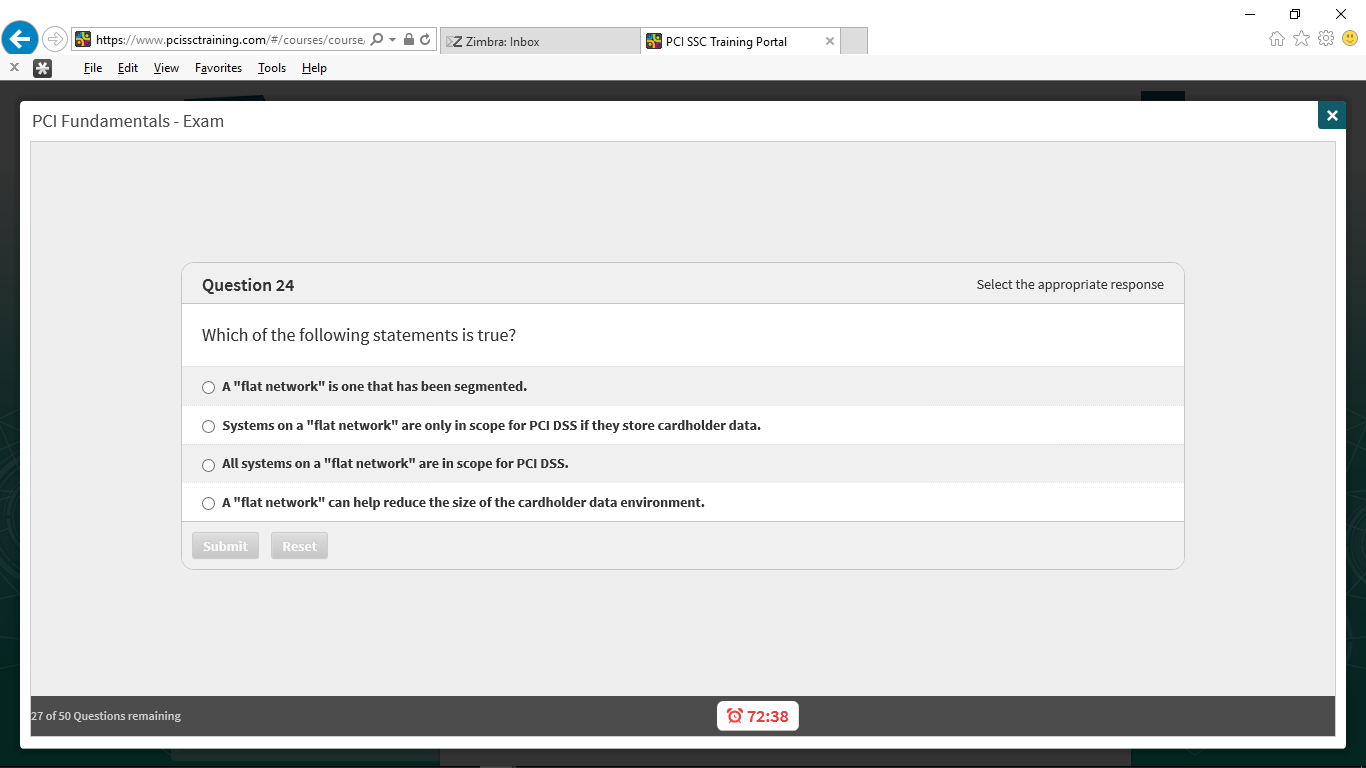 https://www.pcissctraining.com/#/courses/course,
Zimbra: Inbox
PCI SSC Training Portal
File Edit View Favorites Tools Help
PCI Fundamentals - Exam
Question 24
Select the appropriate response
Which of the following statements is true?
A "flat network" is one that has been segmented.
Systems on a "flat network" are only in scope for PCI DSS if they store cardholder data.
All systems on a "flat network" are in scope for PCI DSS.
A "flat network" can help reduce the size of the cardholder data environment.
Submit Reset
27 of 50 Questions remaining
72:38